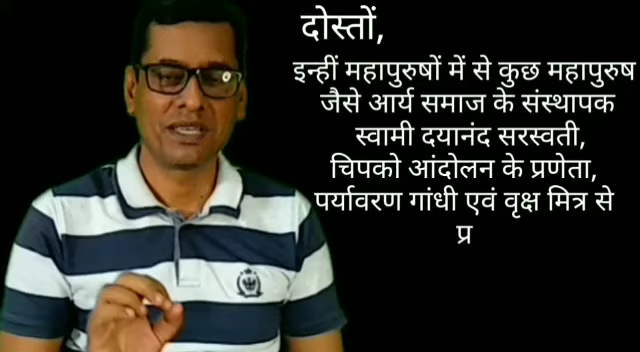 दोस्तों,
इन्हीं महापुरुषों में से कुछ महापुरुष
जैसे आर्य समाज के संस्थापक
स्वामी दयानंद सरस्वती,
चिपको आंदोलन के प्रणेता,
पर्यावरण गांधी एवं वृक्ष मित्र से
प्र